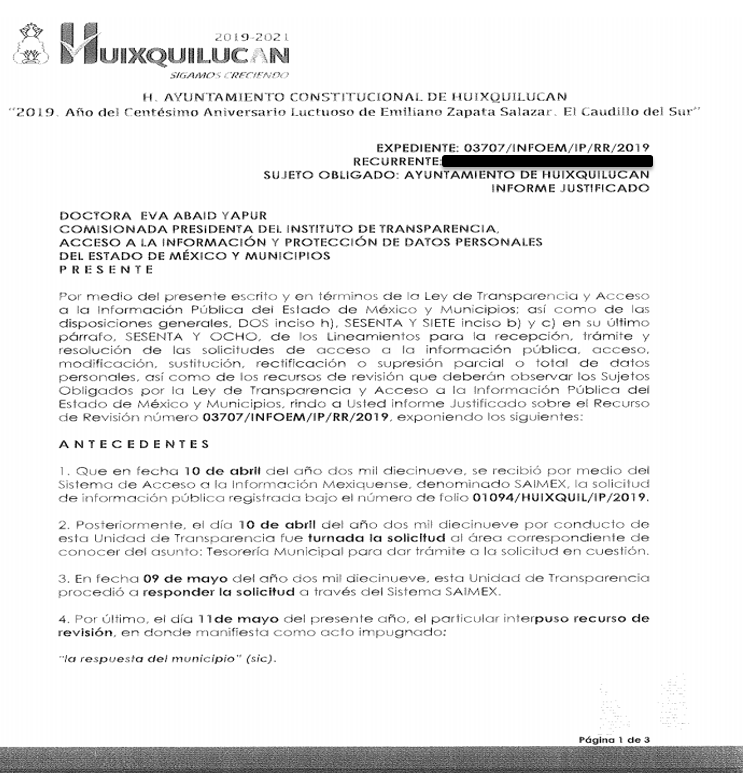 2019-2021
HUIXQUILUCAN
SIGAMOS CRECIENDO
H. AYUNTAMIENTO CONSTITUCIONAL DE HUIXQUILUCAN
"2019. Año del Centésimo Aniversario Luctuoso de Emiliano Zapata Salazar. El Caudillo del Sur"
EXPEDIENTE: 03707/INFOEM/IP/RR/2019
RECURRENTE:
SUJETO OBLIGADO: AYUNTAMIENTO DE HUIXQUILUCAN
INFORME JUSTIFICADO
DOCTORA EVA ABAID YAPUR
COMISIONADA PRESIDENTA DEL INSTITUTO DE TRANSPARENCIA,
ACCESO A LA INFORMACIÓN Y PROTECCIÓN DE DATOS PERSONALES
DEL ESTADO DE MÉXICO Y MUNICIPIOS
P R E S E N T E
Por medio del presente escrito y en términos de la Ley de Transparencia y Acceso
a la Información Pública del Estado de México y Municipios; así como de las
disposiciones generales, DOS inciso h), SESENTA Y SIETE inciso b) y c) en su último
párrafo, SESENTA Y OCHO, de los Lineamientos para la recepción, trámite y
resolución de las solicitudes de acceso a la información pública, acceso,
modificación, sustitución, rectificación o supresión parcial o total de datos
personales, así como de los recursos de revisión que deberán observar los Sujetos
Obligados por la Ley de Transparencia y Acceso a la Información Pública del
Estado de México y Municipios, rindo a Usted informe Justificado sobre el Recurso
de Revisión número 03707/INFOEM/IP/RR/2019, exponiendo los siguientes:
A N T E C E D E N T E S
1. Que en fecha 10 de abril del año dos mil diecinueve, se recibió por medio del
Sistema de Acceso a la Información Mexiquense, denominado SAIMEX, la solicitud
de información pública registrada bajo el número de folio 01094/HUIXQUIL/IP/2019.
2. Posteriormente, el día 10 de abril del año dos mil diecinueve por conducto de
esta Unidad de Transparencia fue turnada la solicitud al área correspondiente de
conocer del asunto: Tesorería Municipal para dar trámite a la solicitud en cuestión.
3. En fecha 09 de mayo del año dos mil diecinueve, esta Unidad de Transparencia
procedió a responder la solicitud a través del Sistema SAIMEX.
4. Por último, el día 11de mayo del presente año, el particular interpuso recurso de
revisión, en donde manifiesta como acto impugnado:
"la respuesta del municipio" (sic).
Página 1 de 3